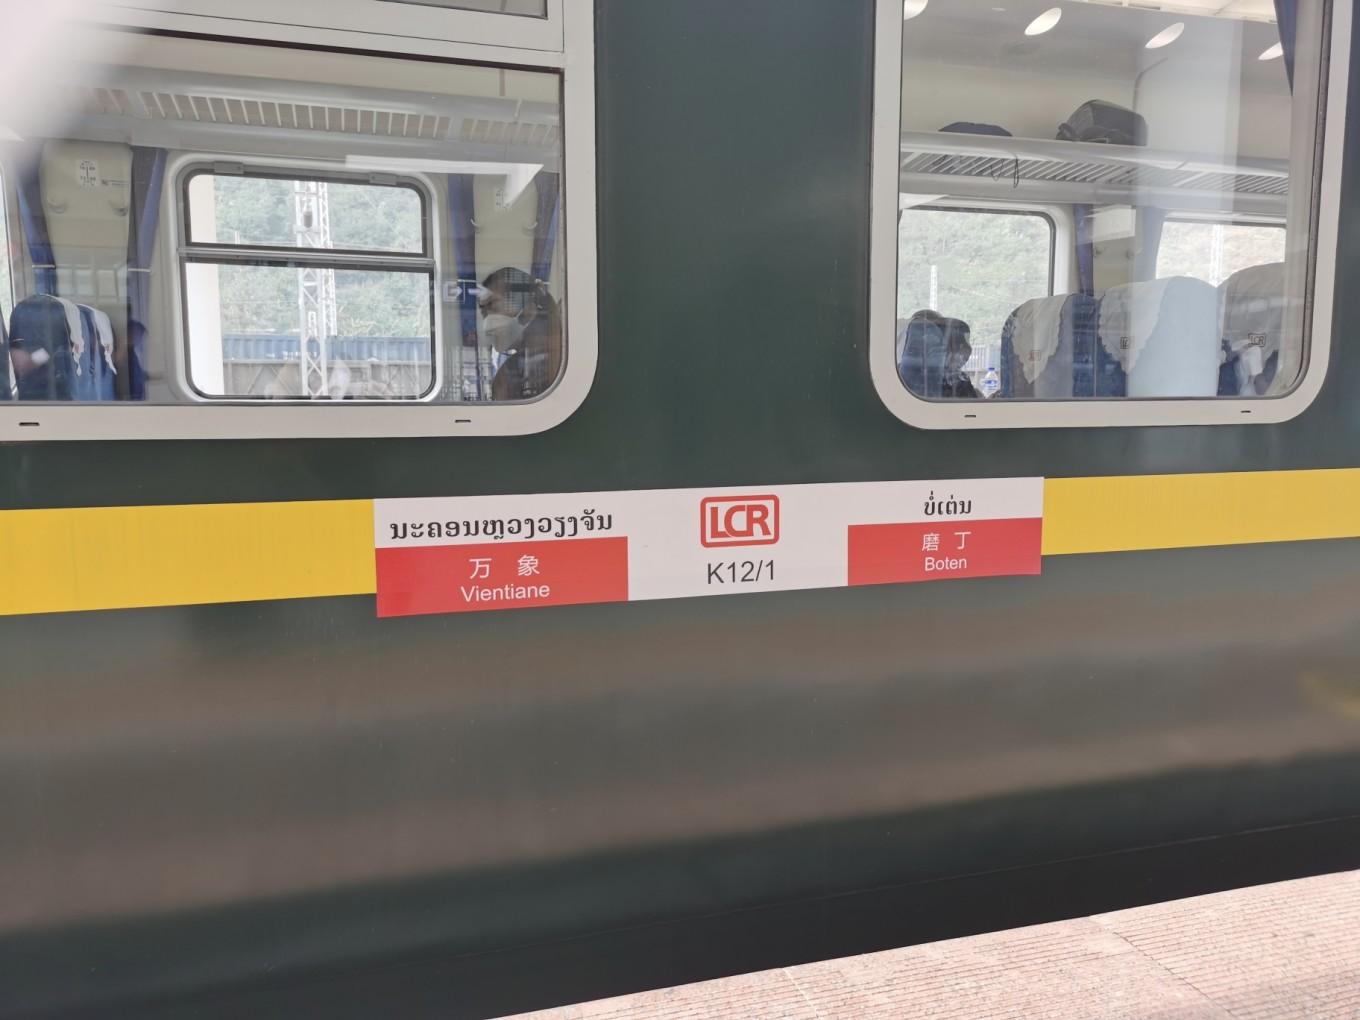 ນະຄອນຫຼວງວຽງຈັນ
万 象
Vientiane
LCR
K12/1
ບໍ່ເຕ່ນ
磨 丁
Boten
LCR